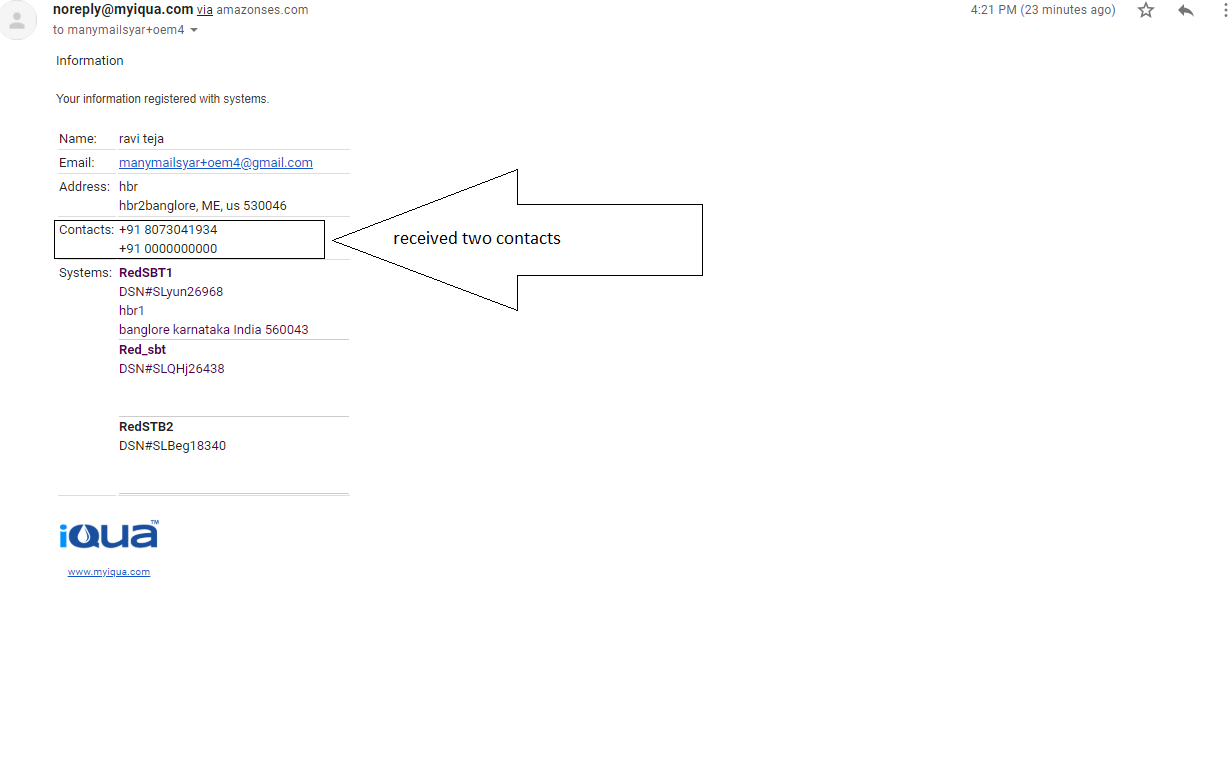 noreply@myiqua.com via amazonses.com
4:21 PM (23 minutes ago)
to manymailsyar+oem4
Information
Your information registered with systems.
Name: ravi teja
Email: manymailsyar+oem4@gmail.com
Address: hbr
hbr2banglore, ME, us 530046
Contacts: +91 8073041934
+91 0000000000
received two contacts
Systems: RedSBT1
DSN#SLyun26968
hbr1
banglore karnataka India 560043
Red_sbt
DSN#SLQHj26438
RedSTB2
DSN#SLBeg18340
iQua™
www.myiqua.com